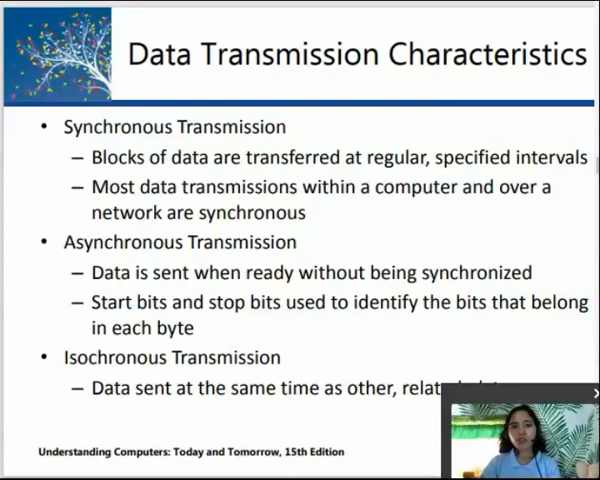 Data Transmission Characteristics
• Synchronous Transmission
– Blocks of data are transferred at regular, specified intervals
– Most data transmissions within a computer and over a
network are synchronous
• Asynchronous Transmission
– Data is sent when ready without being synchronized
– Start bits and stop bits used to identify the bits that belong
in each byte
• Isochronous Transmission
– Data sent at the same time as other,
Understanding Computers: Today and Tomorrow, 15th Edition